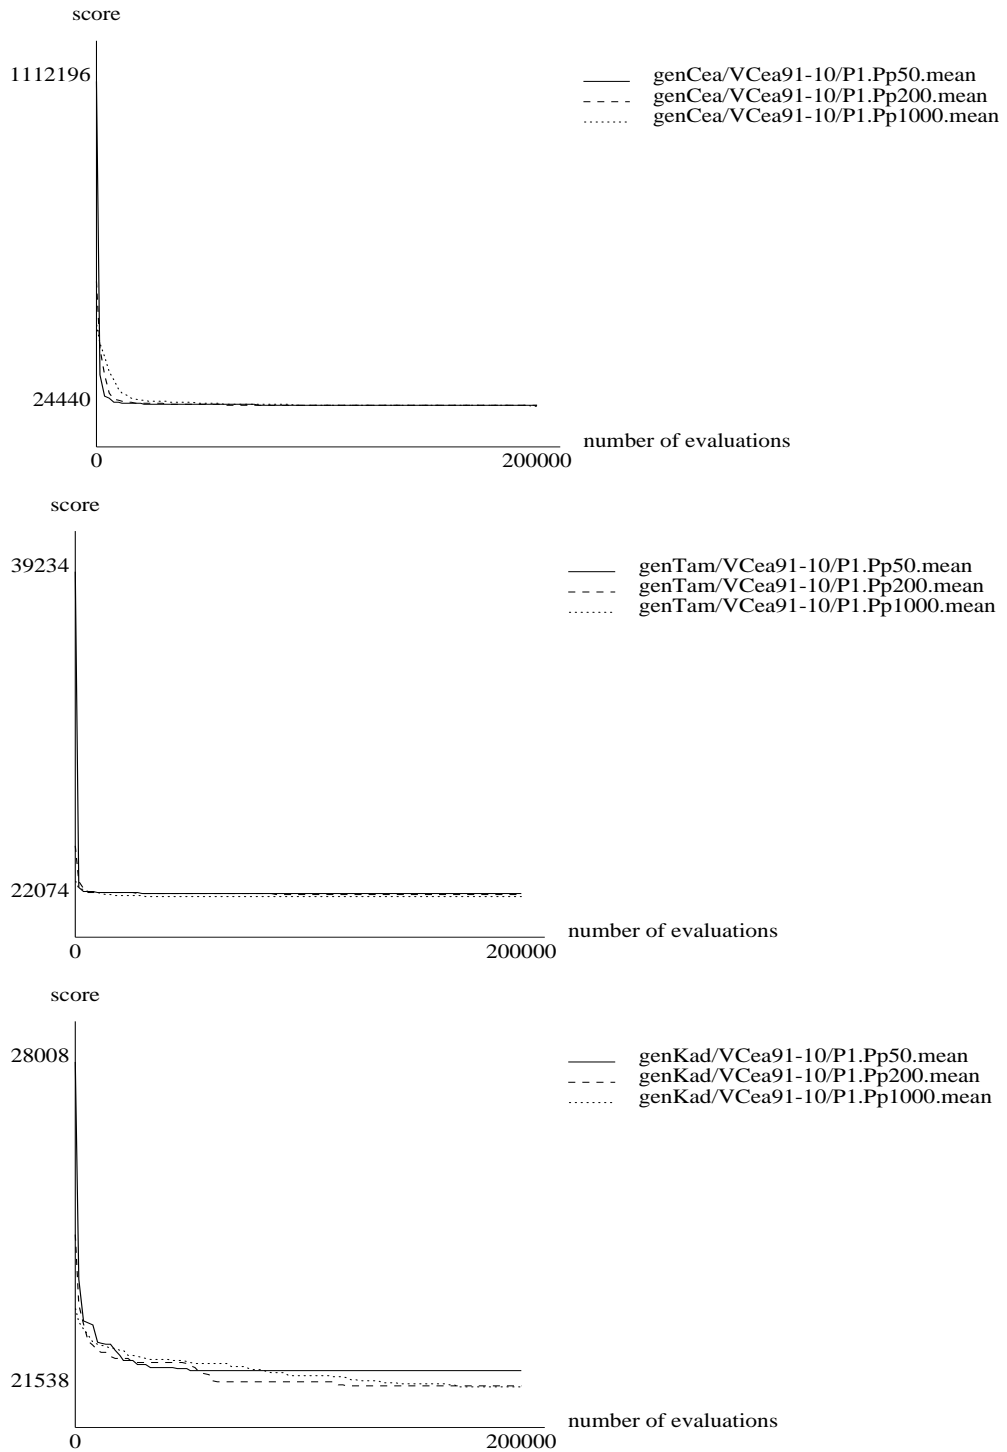 score
1112196
genCea/VCea91-10/P1.Pp50.mean
genCea/VCea91-10/P1.Pp200.mean
genCea/VCea91-10/P1.Pp1000.mean
24440
number of evaluations
0 200000
score
39234
genTam/VCea91-10/P1.Pp50.mean
genTam/VCea91-10/P1.Pp200.mean
genTam/VCea91-10/P1.Pp1000.mean
22074
number of evaluations
0 200000
score
28008
genKad/VCea91-10/P1.Pp50.mean
genKad/VCea91-10/P1.Pp200.mean
genKad/VCea91-10/P1.Pp1000.mean
21538
number of evaluations
0 200000